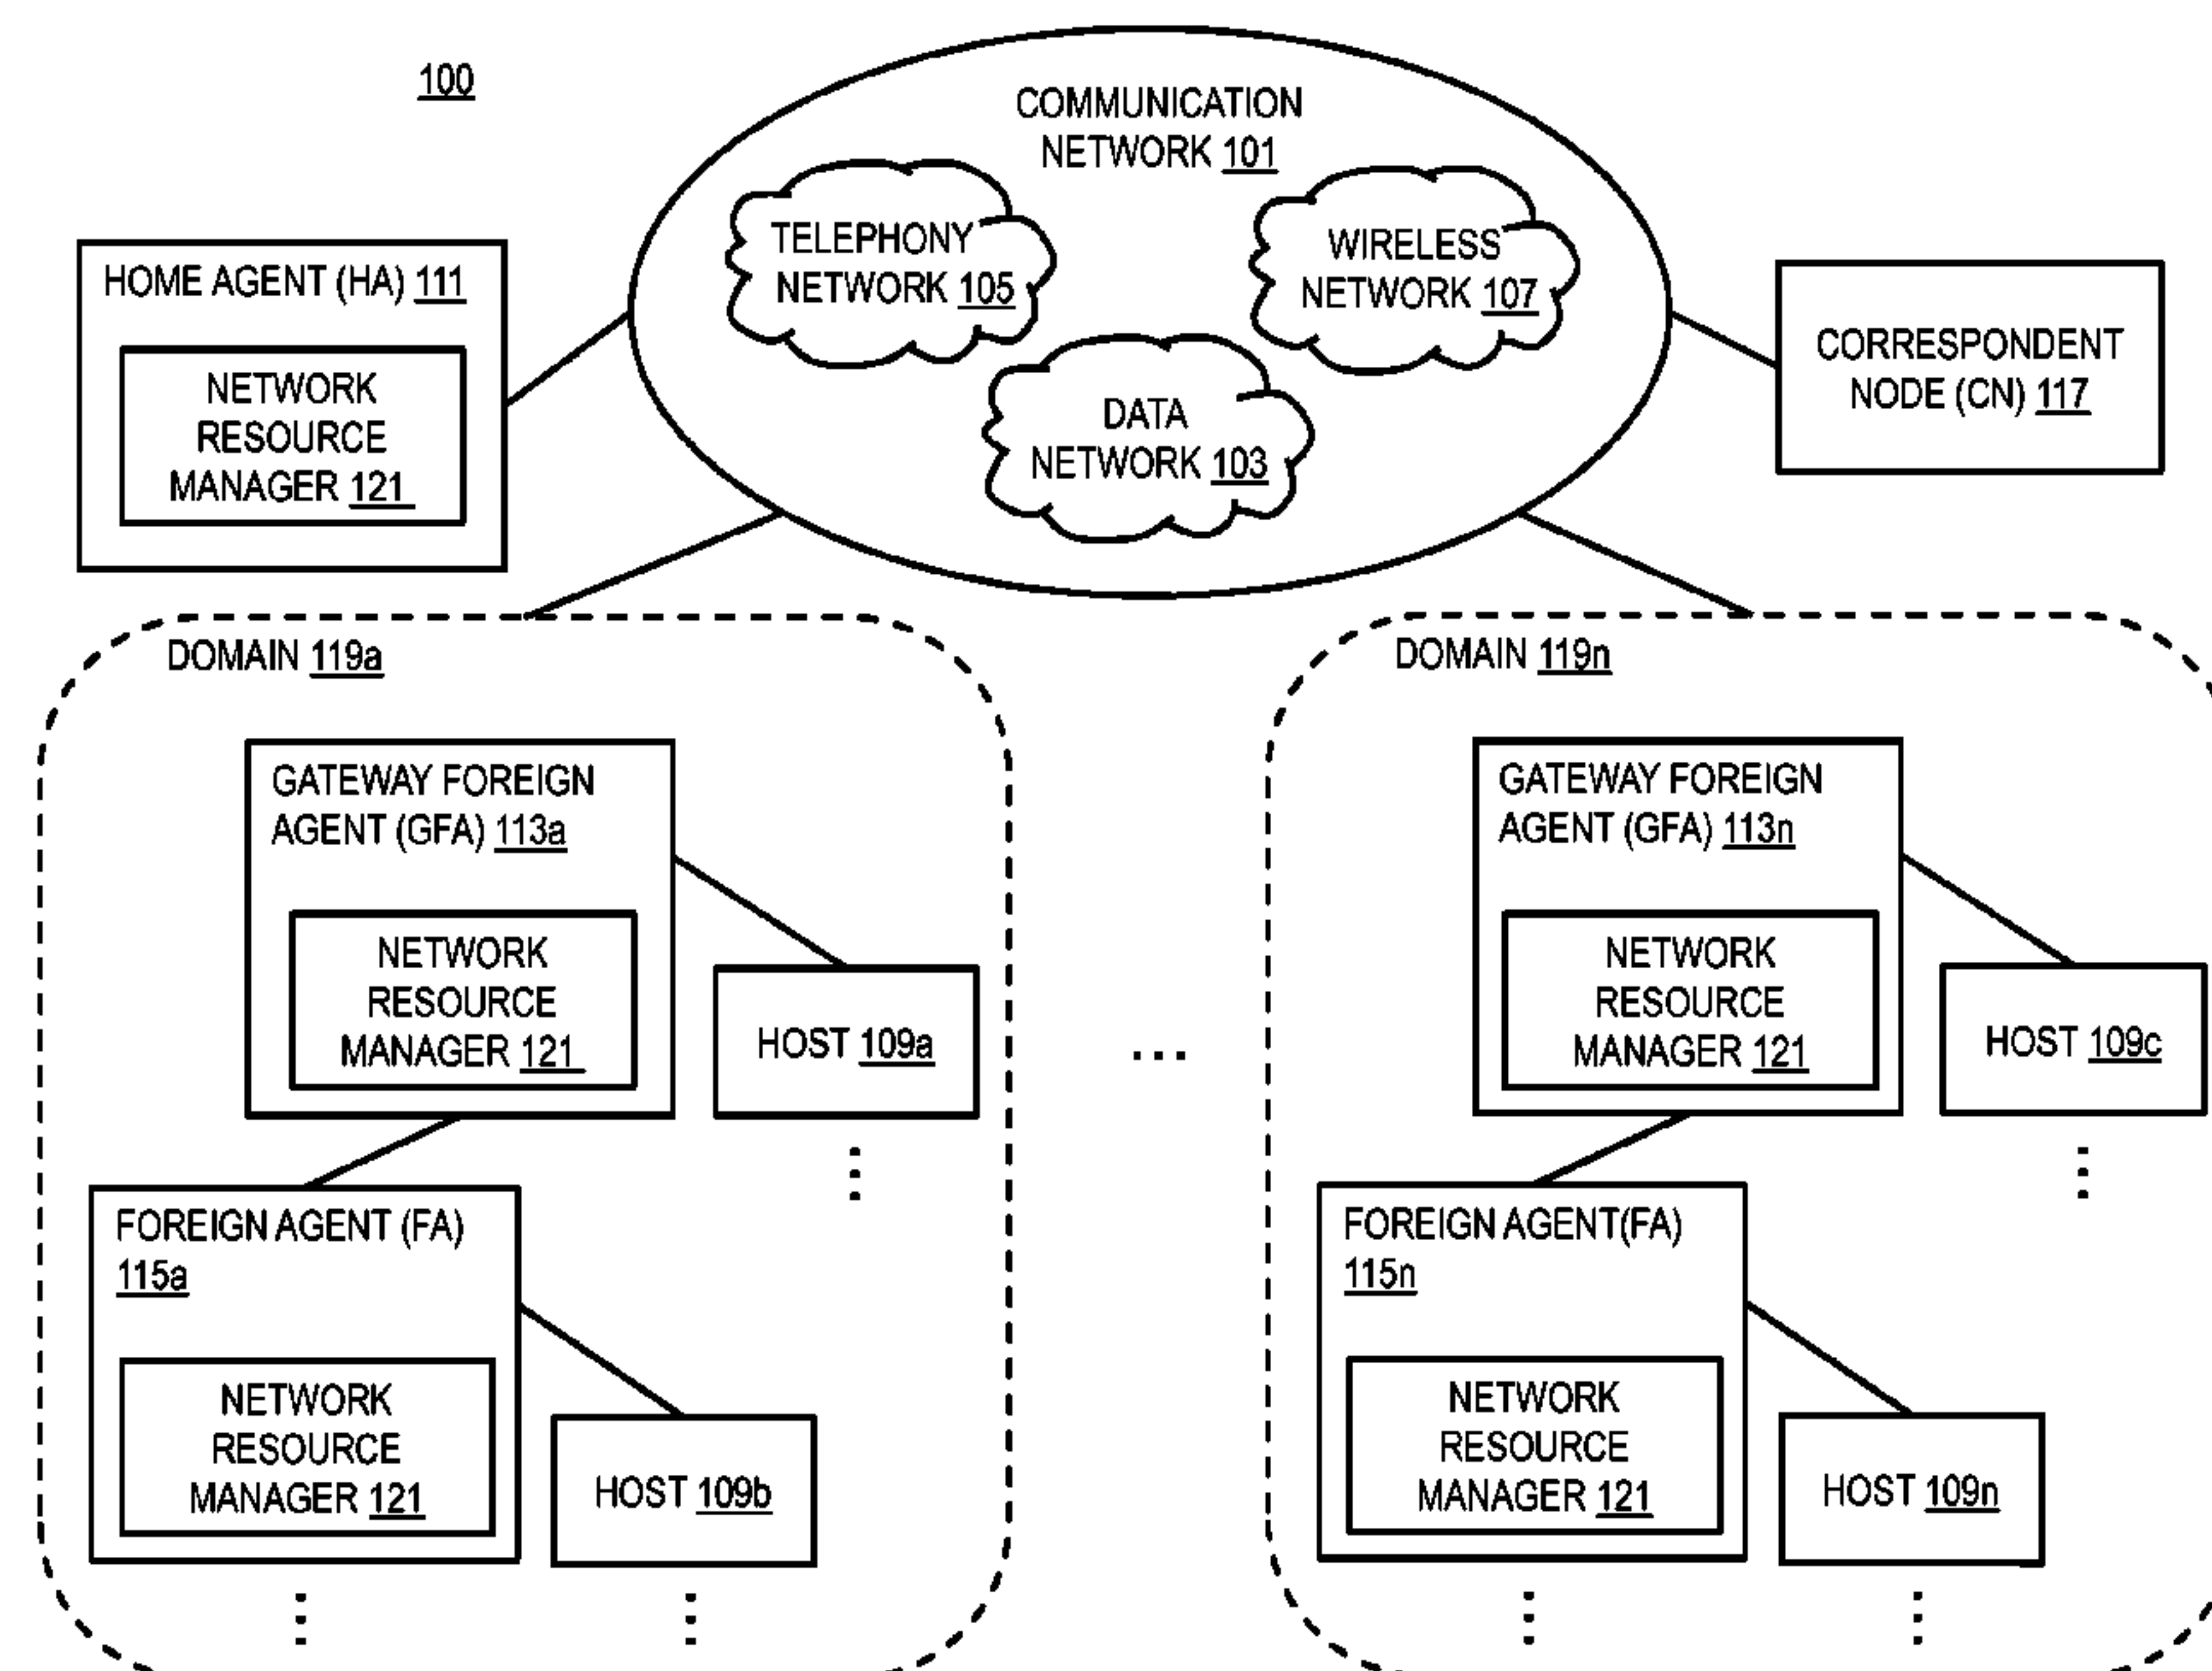 100
COMMUNICATION
NETWORK 101
TELEPHONY
NETWORK 105
WIRELESS
NETWORK 107
DATA
NETWORK 103
HOME AGENT (HA) 111
NETWORK
RESOURCE
MANAGER 121
CORRESPONDENT
NODE (CN) 117
DOMAIN 119a
GATEWAY FOREIGN
AGENT (GFA) 113a
NETWORK
RESOURCE
MANAGER 121
HOST 109a
FOREIGN AGENT (FA)
115a
NETWORK
RESOURCE
MANAGER 121
HOST 109b
...
DOMAIN 119n
GATEWAY FOREIGN
AGENT (GFA) 113n
NETWORK
RESOURCE
MANAGER 121
HOST 109c
FOREIGN AGENT(FA)
115n
NETWORK
RESOURCE
MANAGER 121
HOST 109n